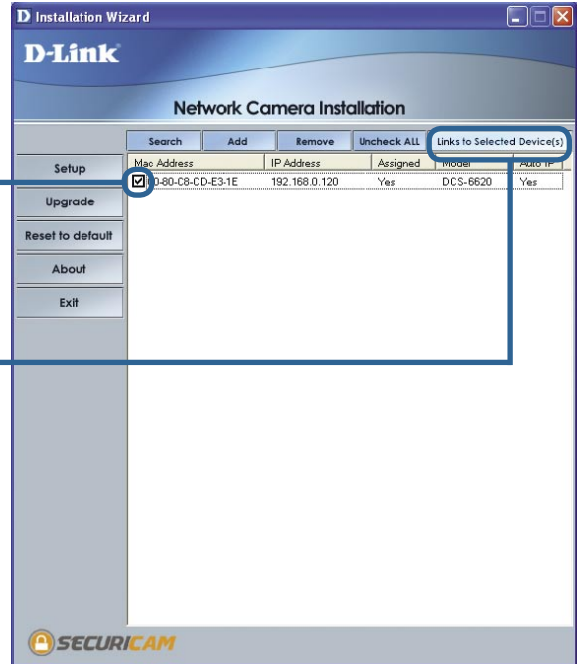 Installation Wizard
D-Link
Network Camera Installation
Search Add Remove Uncheck ALL Links to Selected Device(s)
Mac Address IP Address Assigned Model Auto IP
0-80-C8-CD-E3-1E 192.168.0.120 Yes DCS-6620 Yes
Setup
Upgrade
Reset to default
About
Exit
SECURICAM